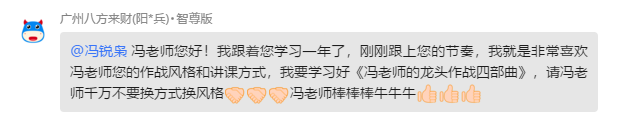 广州八方来财(阳*兵)·智尊版
@冯锐枭 冯老师您好！我跟着您学习一年了，刚刚跟上您的节奏，我就是非常喜欢
冯老师您的作战风格和讲课方式，我要学习好《冯老师的龙头作战四部曲》，请冯老
师千万不要换方式换风格🤝🤝🤝冯老师棒棒棒牛牛牛👍👍👍